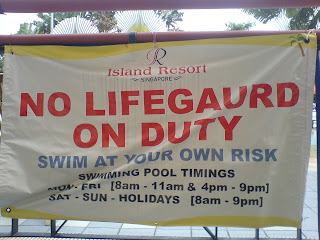 R
Island Resort
SINGAPORE
NO LIFEGAURD
ON DUTY
SWIM AT YOUR OWN RISK
SWIMMING POOL TIMINGS
MON- FRI [8am - 11am & 4pm - 9pm]
SAT - SUN - HOLIDAYS [8am - 9pm]